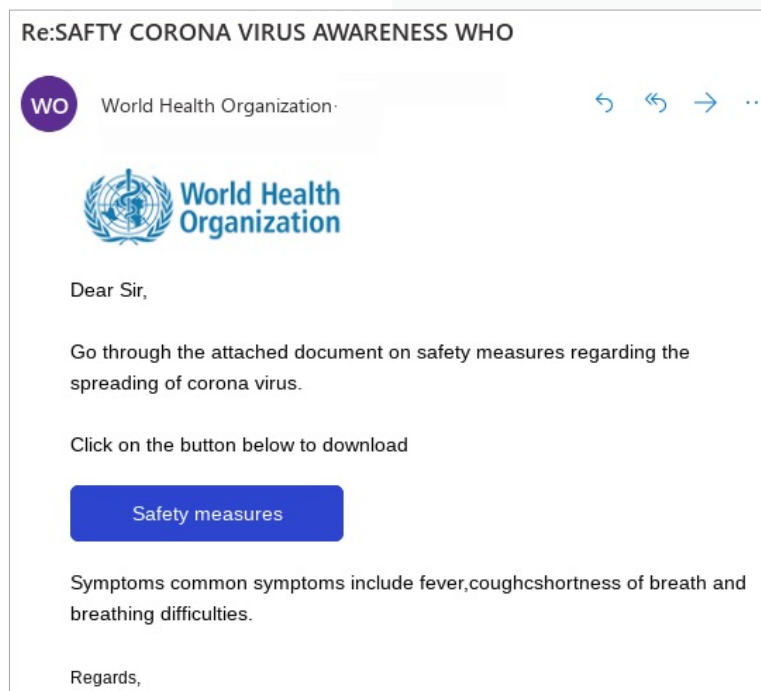 Re:SAFTY CORONA VIRUS AWARENESS WHO
WO
World Health Organization·
World Health
Organization
Dear Sir,
Go through the attached document on safety measures regarding the
spreading of corona virus.
Click on the button below to download
Safety measures
Symptoms common symptoms include fever,coughcshortness of breath and
breathing difficulties.
Regards,